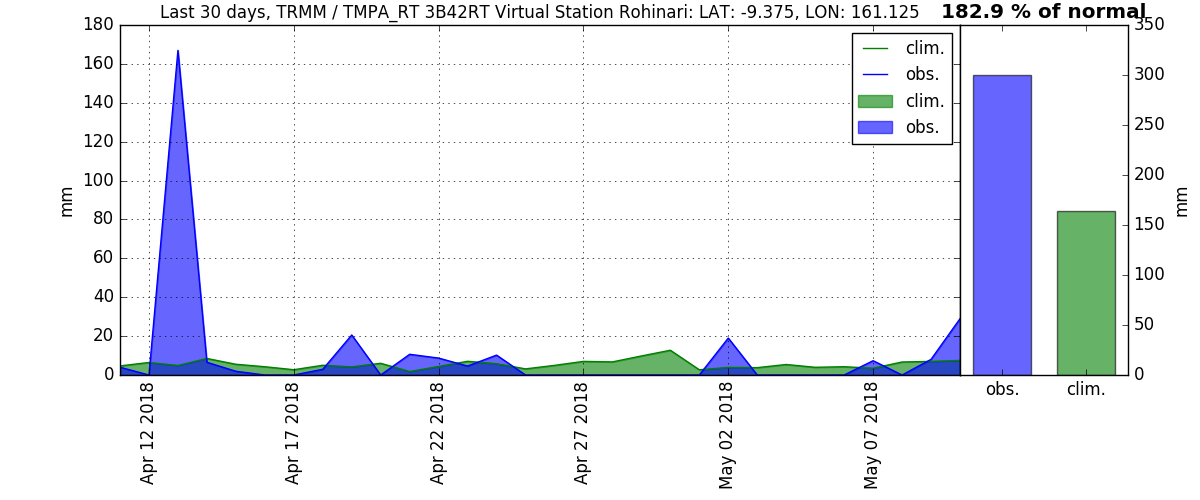 Last 30 days, TRMM / TMPA_RT 3B42RT Virtual Station Rohinari: LAT: -9.375, LON: 161.125
182.9 % of normal
180
160
140
120
100
80
60
40
20
0
mm
clim.
obs.
clim.
obs.
Apr 12 2018
Apr 17 2018
Apr 22 2018
Apr 27 2018
May 02 2018
May 07 2018
350
300
250
200
150
100
50
0
mm
obs.
clim.